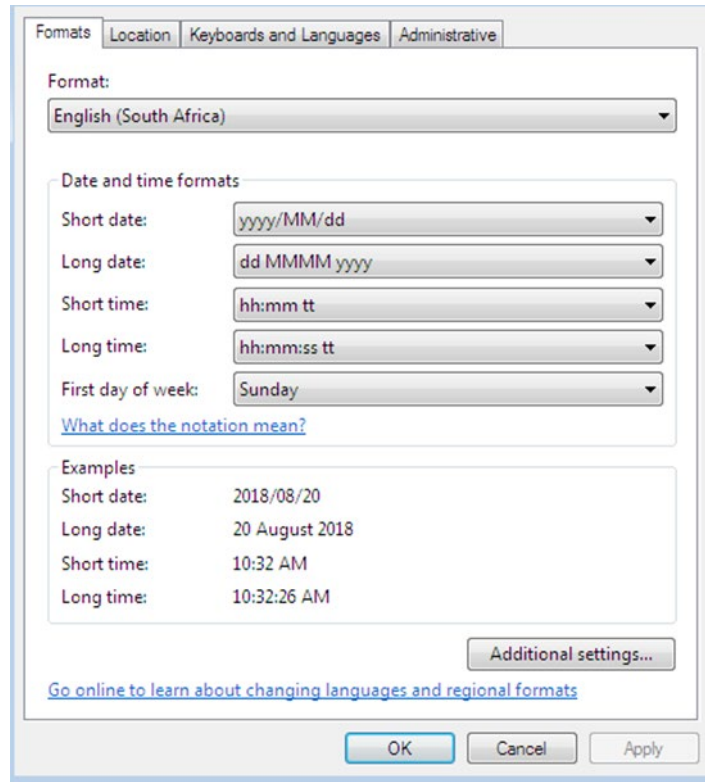 Formats Location Keyboards and Languages Administrative
Format:
English (South Africa)
Date and time formats
Short date: yyyy/MM/dd
Long date: dd MMMM yyyy
Short time: hh:mm tt
Long time: hh:mm:ss tt
First day of week: Sunday
What does the notation mean?
Examples
Short date: 2018/08/20
Long date: 20 August 2018
Short time: 10:32 AM
Long time: 10:32:26 AM
Additional settings...
Go online to learn about changing languages and regional formats
OK Cancel Apply